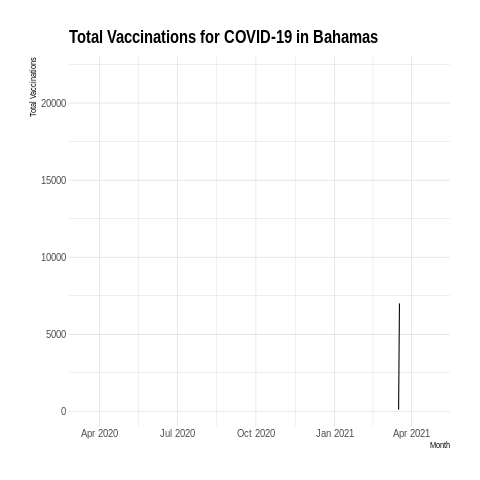 Total Vaccinations for COVID-19 in Bahamas
Total Vaccinations
20000
15000
10000
5000
0
Apr 2020 Jul 2020 Oct 2020 Jan 2021 Apr 2021
Month